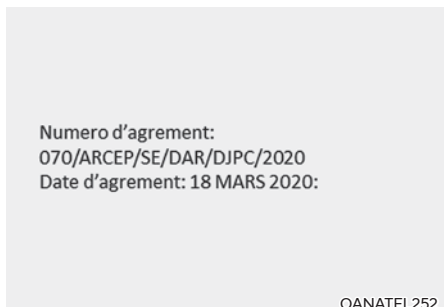 Numero d'agrement:
070/ARCEP/SE/DAR/DJPC/2020
Date d'agrement: 18 MARS 2020:
OANATEL252